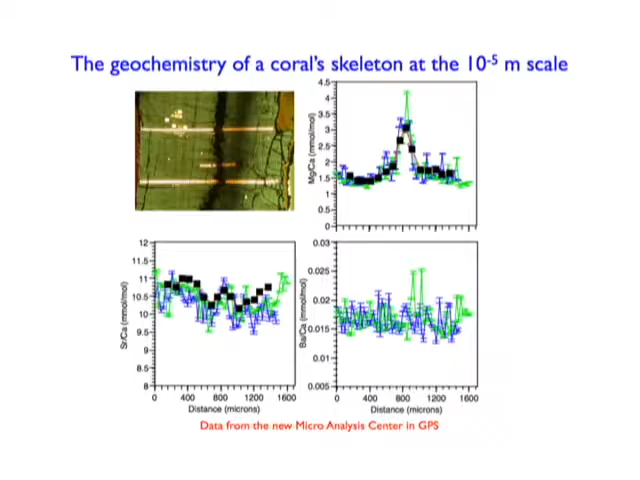 The geochemistry of a coral's skeleton at the 10⁻⁵ m scale
4.5
4
3.5
3
2.5
2
1.5
1
0.5
0
Mg/Ca (mmol/mol)
12
11.5
11
10.5
10
9.5
9
8.5
8
Sr/Ca (mmol/mol)
0 400 800 1200 1600
Distance (microns)
0.03
0.025
0.02
0.015
0.01
0.005
Ba/Ca (mmol/mol)
0 400 800 1200 1600
Distance (microns)
Data from the new Micro Analysis Center in GPS